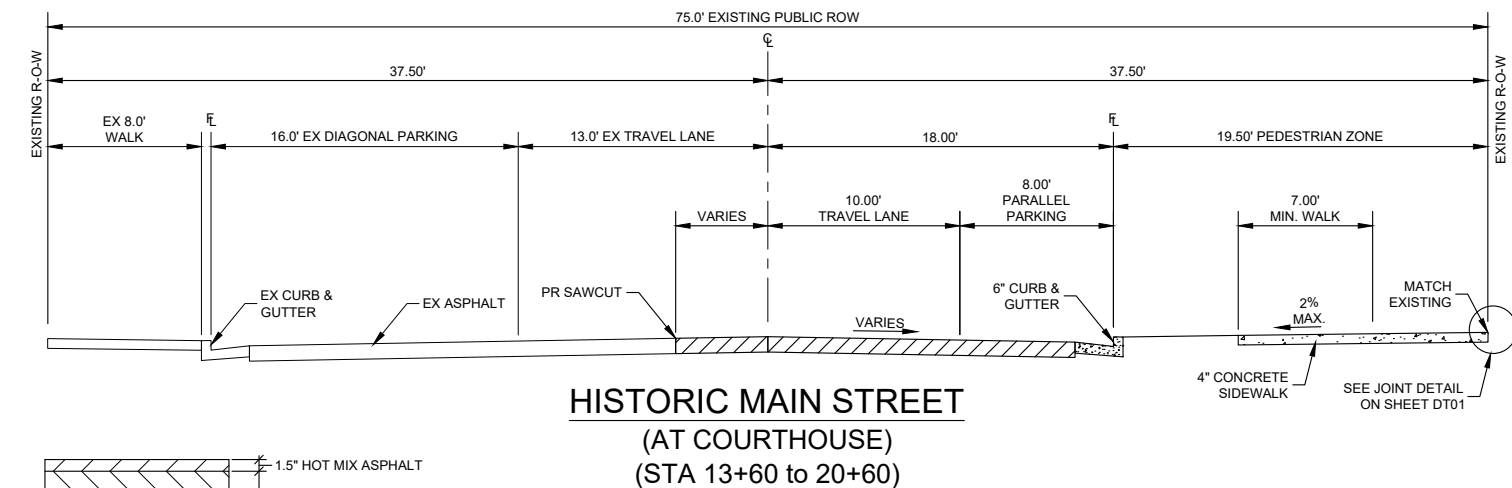 75.0' EXISTING PUBLIC ROW
℄
37.50'
37.50'
EXISTING R-O-W
EXISTING R-O-W
EX 8.0'
WALK
FL
16.0' EX DIAGONAL PARKING
13.0' EX TRAVEL LANE
18.00'
FL
19.50' PEDESTRIAN ZONE
VARIES
10.00'
TRAVEL LANE
8.00'
PARALLEL
PARKING
7.00'
MIN. WALK
EX CURB &
GUTTER
EX ASPHALT
PR SAWCUT
VARIES
6" CURB &
GUTTER
2%
MAX.
MATCH
EXISTING
4" CONCRETE
SIDEWALK
SEE JOINT DETAIL
ON SHEET DT01
HISTORIC MAIN STREET
(AT COURTHOUSE)
(STA 13+60 to 20+60)
1.5" HOT MIX ASPHALT